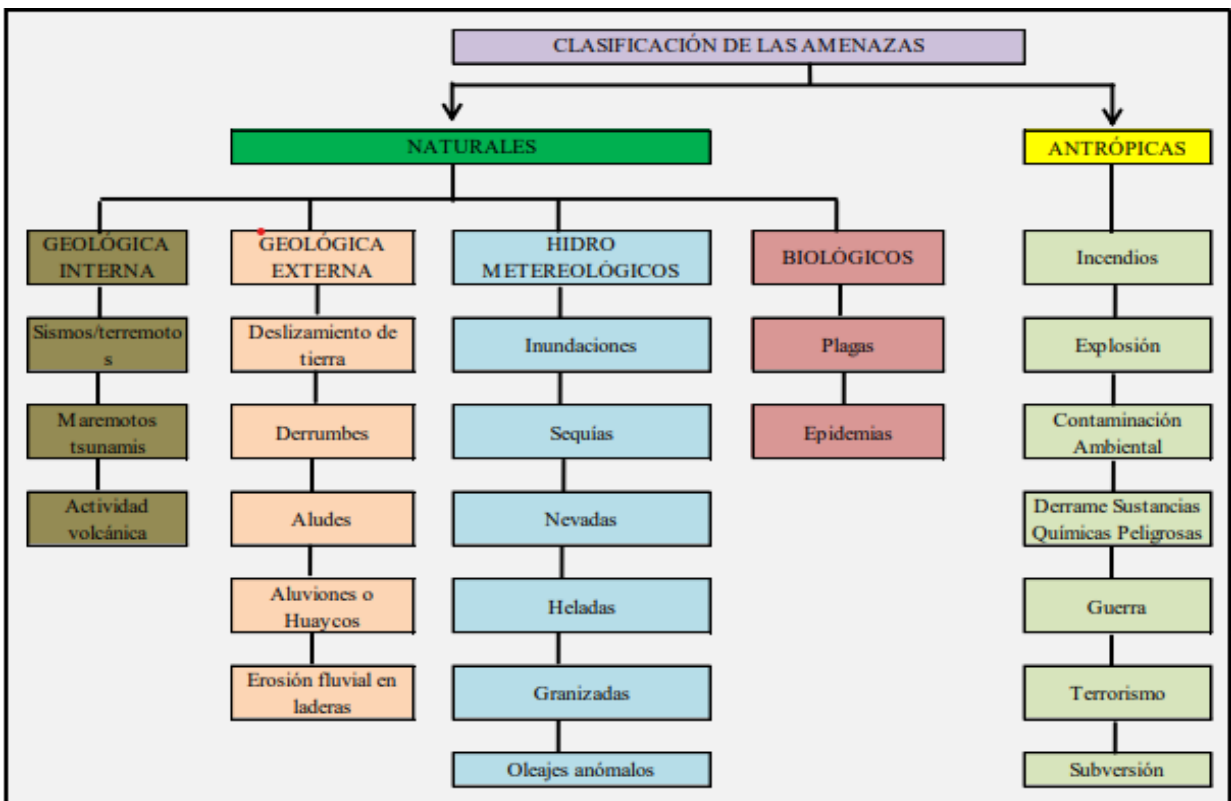 CLASIFICACIÓN DE LAS AMENAZAS
NATURALES
ANTRÓPICAS
GEOLÓGICA
INTERNA
Sismos/terremoto
s
Maremotos
tsunamis
Actividad
volcánica
GEOLÓGICA
EXTERNA
Deslizamiento de
tierra
Derrumbes
Aludes
Aluviones o
Huaycos
Erosión fluvial en
laderas
HIDRO
METEREOLÓGICOS
Inundaciones
Sequías
Nevadas
Heladas
Granizadas
Oleajes anómalos
BIOLÓGICOS
Plagas
Epidemias
Incendios
Explosión
Contaminación
Ambiental
Derrame Sustancias
Químicas Peligrosas
Guerra
Terrorismo
Subversión